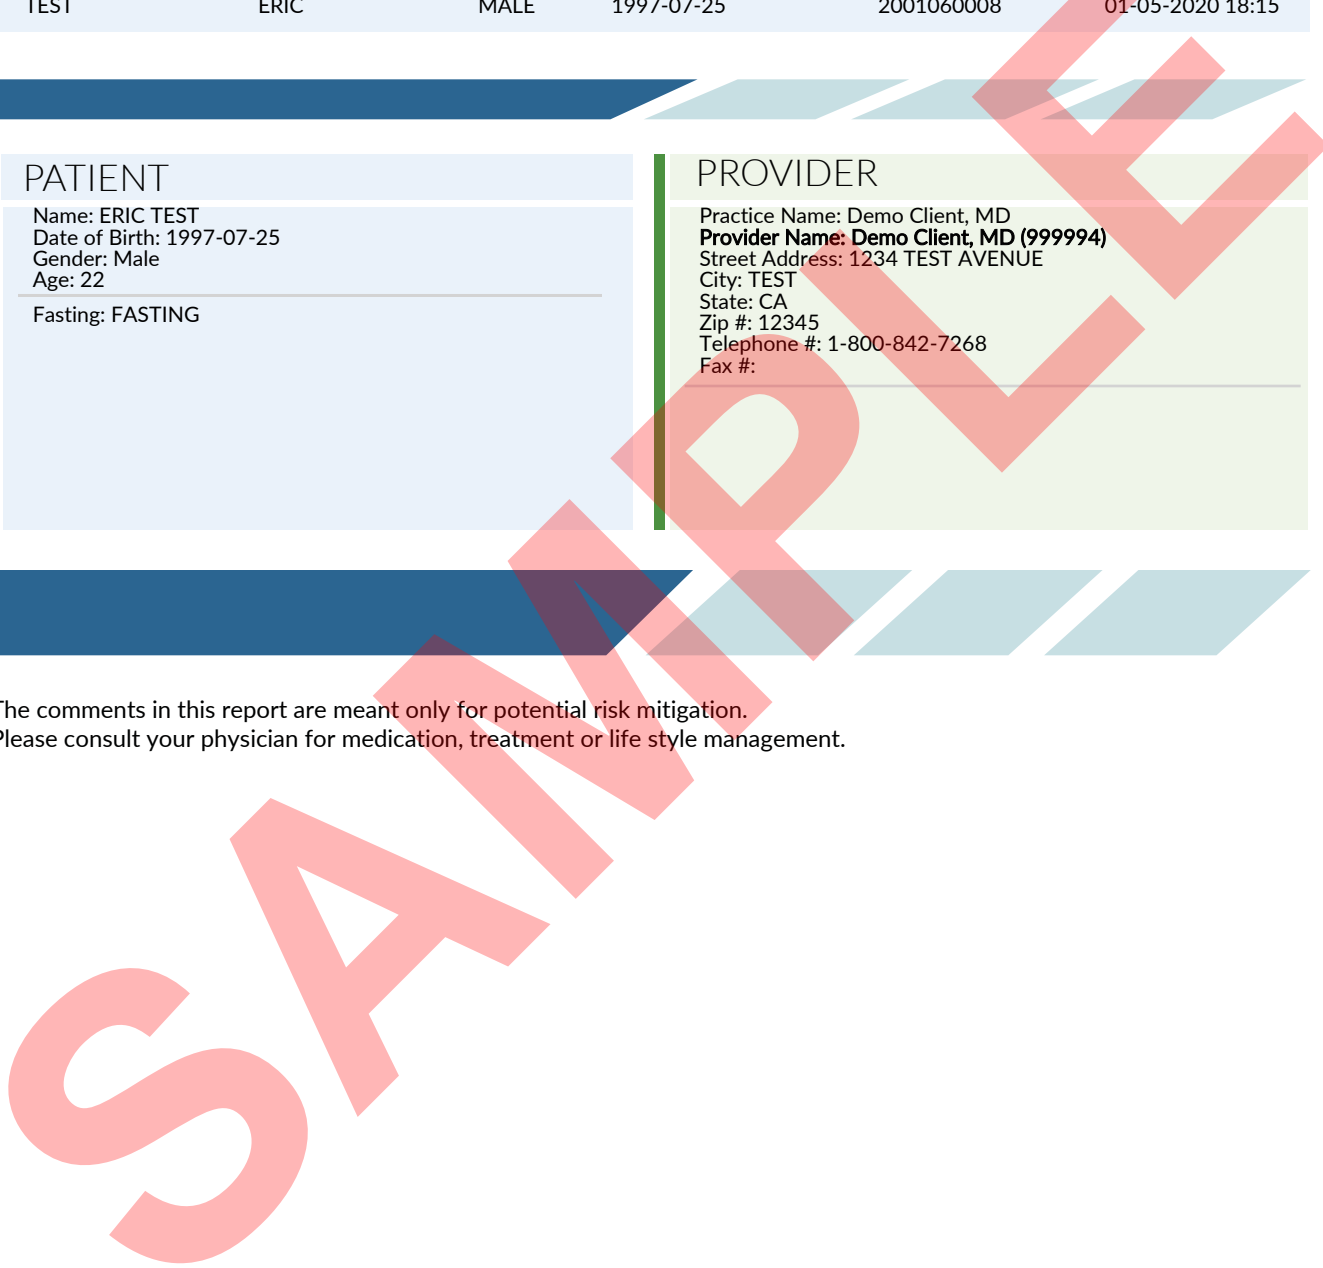 TEST ERIC MALE 1997-07-25 2001060008 01-05-2020 18:15
PATIENT
Name: ERIC TEST
Date of Birth: 1997-07-25
Gender: Male
Age: 22
Fasting: FASTING
PROVIDER
Practice Name: Demo Client, MD
Provider Name: Demo Client, MD (999994)
Street Address: 1234 TEST AVENUE
City: TEST
State: CA
Zip #: 12345
Telephone #: 1-800-842-7268
Fax #:
The comments in this report are meant only for potential risk mitigation.
Please consult your physician for medication, treatment or life style management.
SAMPLE